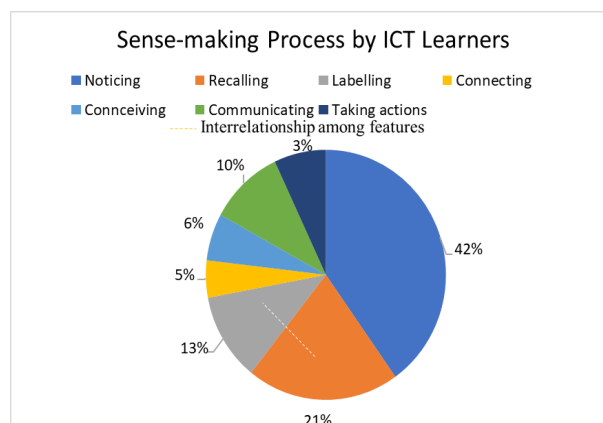 Sense-making Process by ICT Learners
Noticing Recalling Labelling Connecting
Connceiving Communicating Taking actions
Interrelationship among features
3%
10%
42%
6%
5%
13%
21%